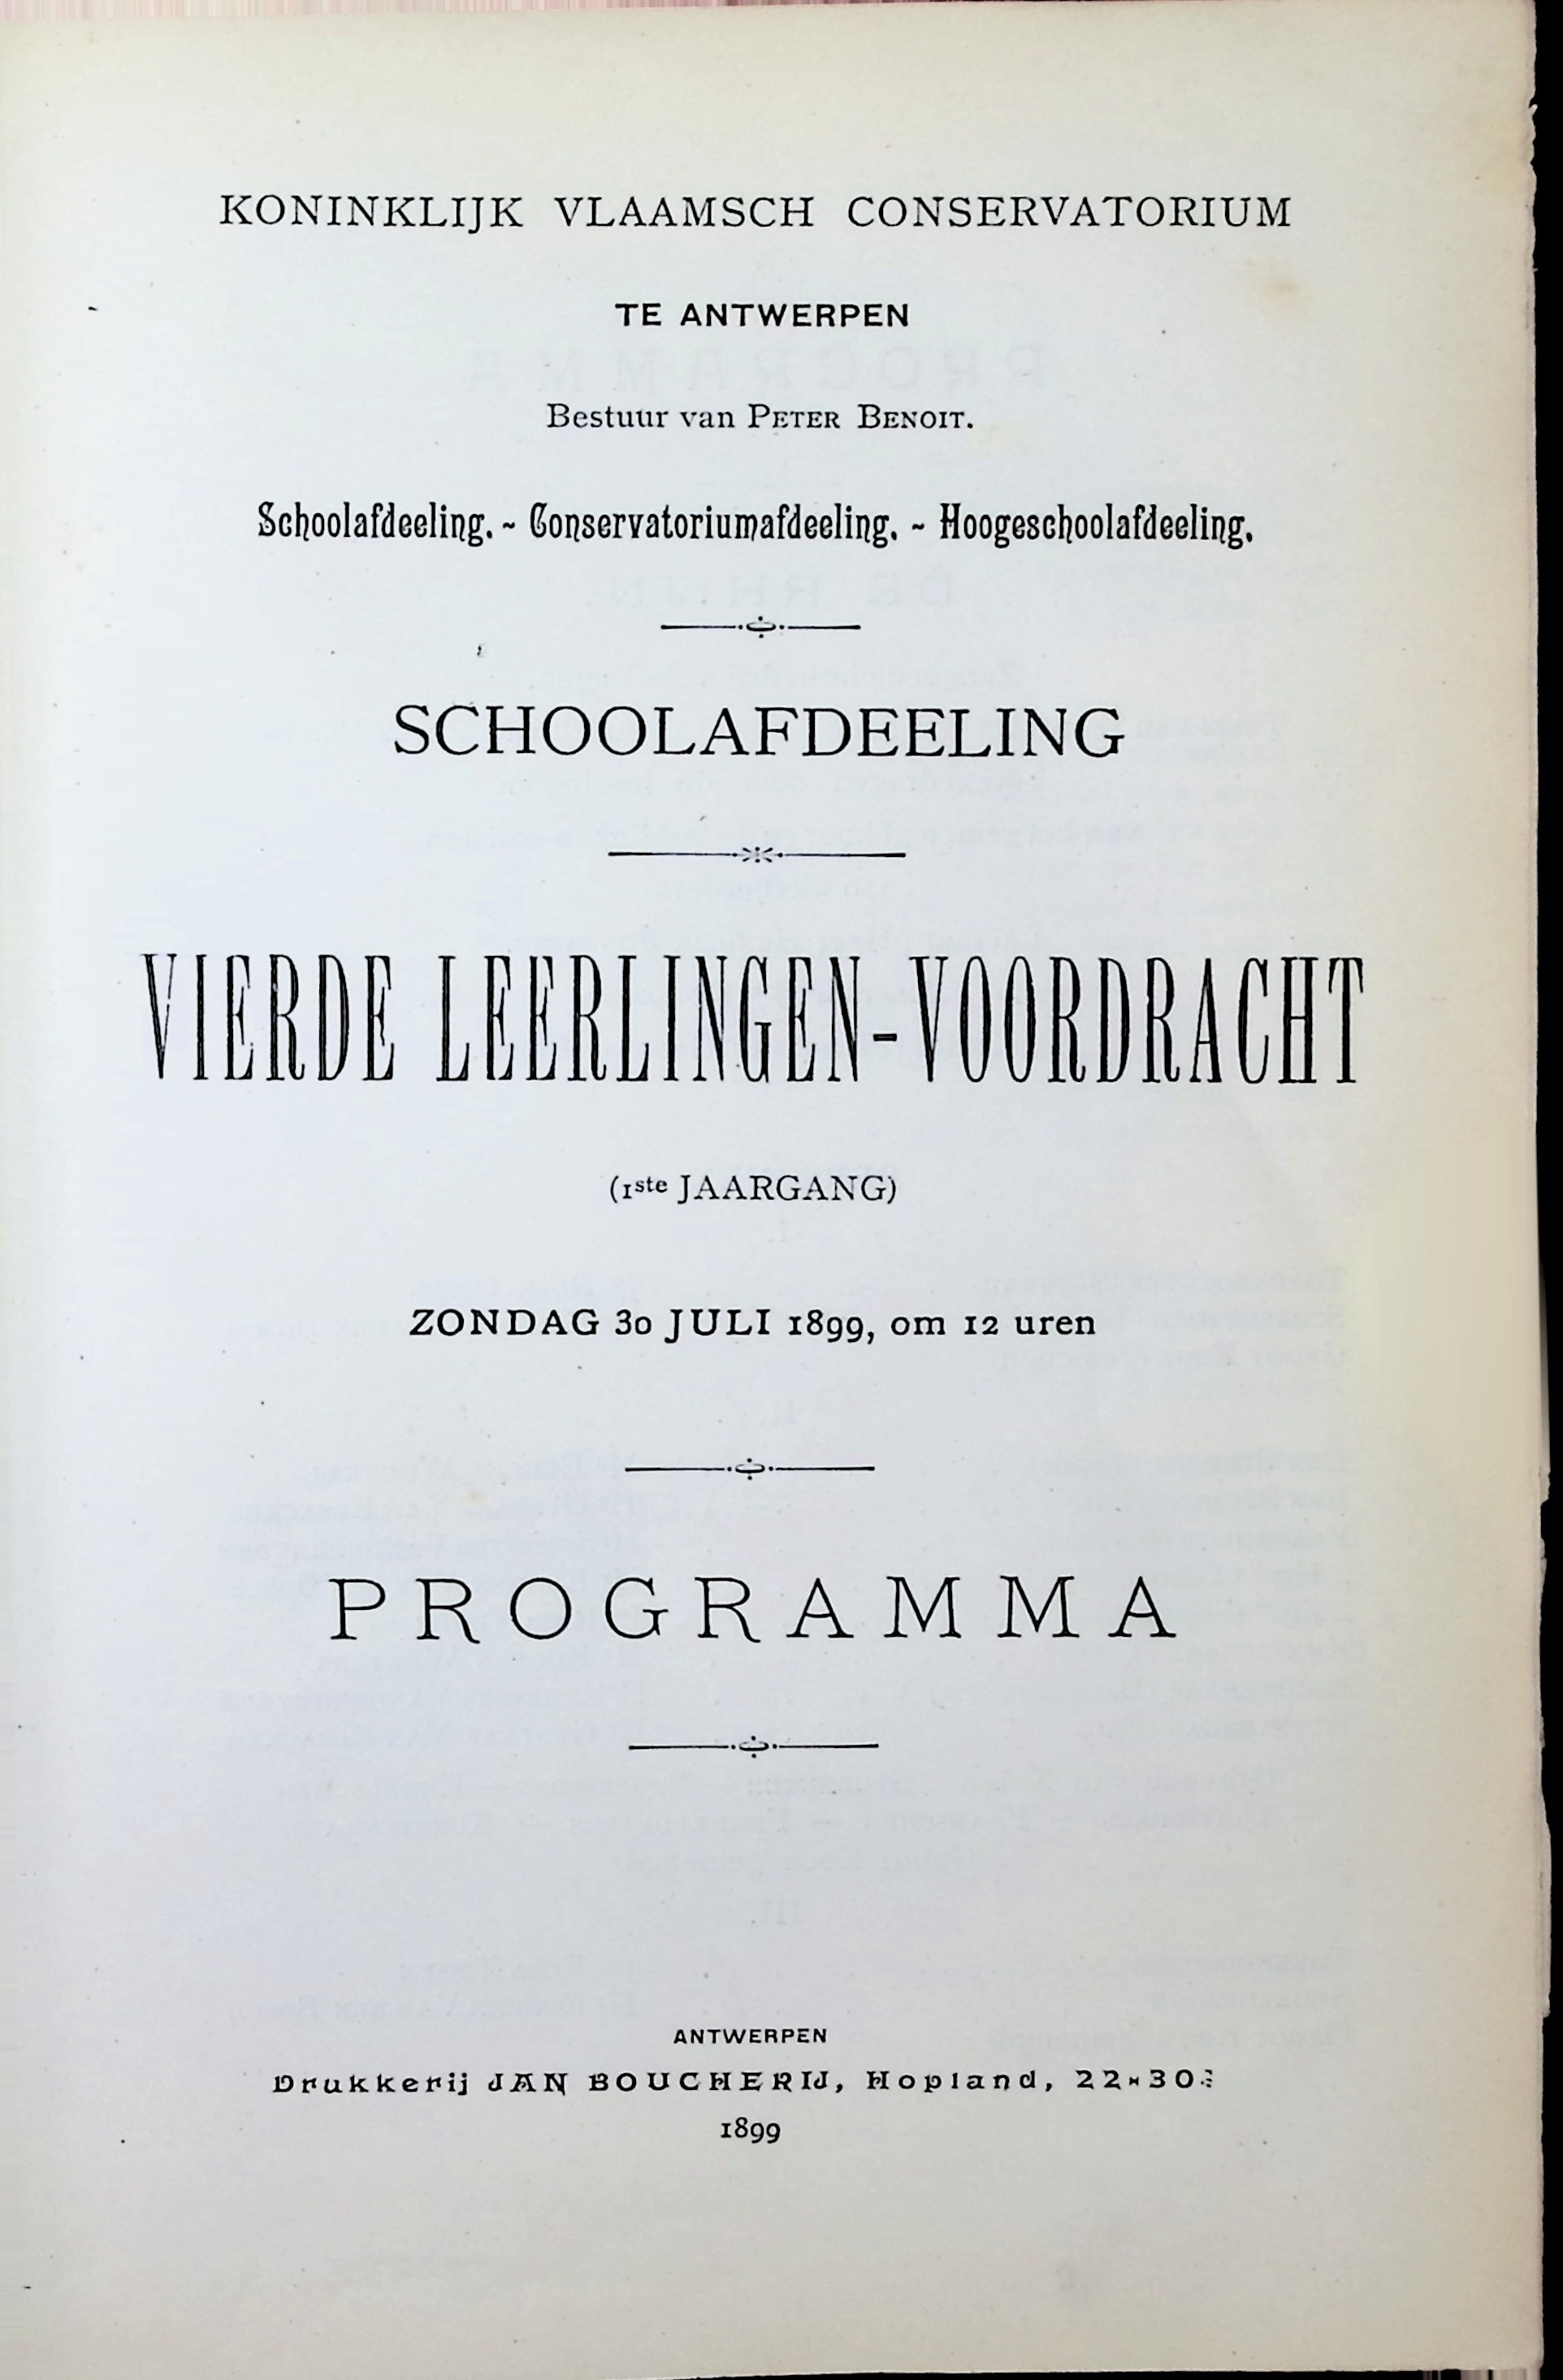 KONINKLIJK VLAAMSCH CONSERVATORIUM
TE ANTWERPEN
Bestuur van PETER BENOIT.
Schoolafdeeling. ~ Conservatoriumafdeeling. ~ Hoogeschoolafdeeling.
SCHOOLAFDEELING
VIERDE LEERLINGEN-VOORDRACHT
(1ste JAARGANG)
ZONDAG 30 JULI 1899, om 12 uren
PROGRAMMA
ANTWERPEN
Drukkerij JAN BOUCHERIJ, Hopland, 22-30
1899